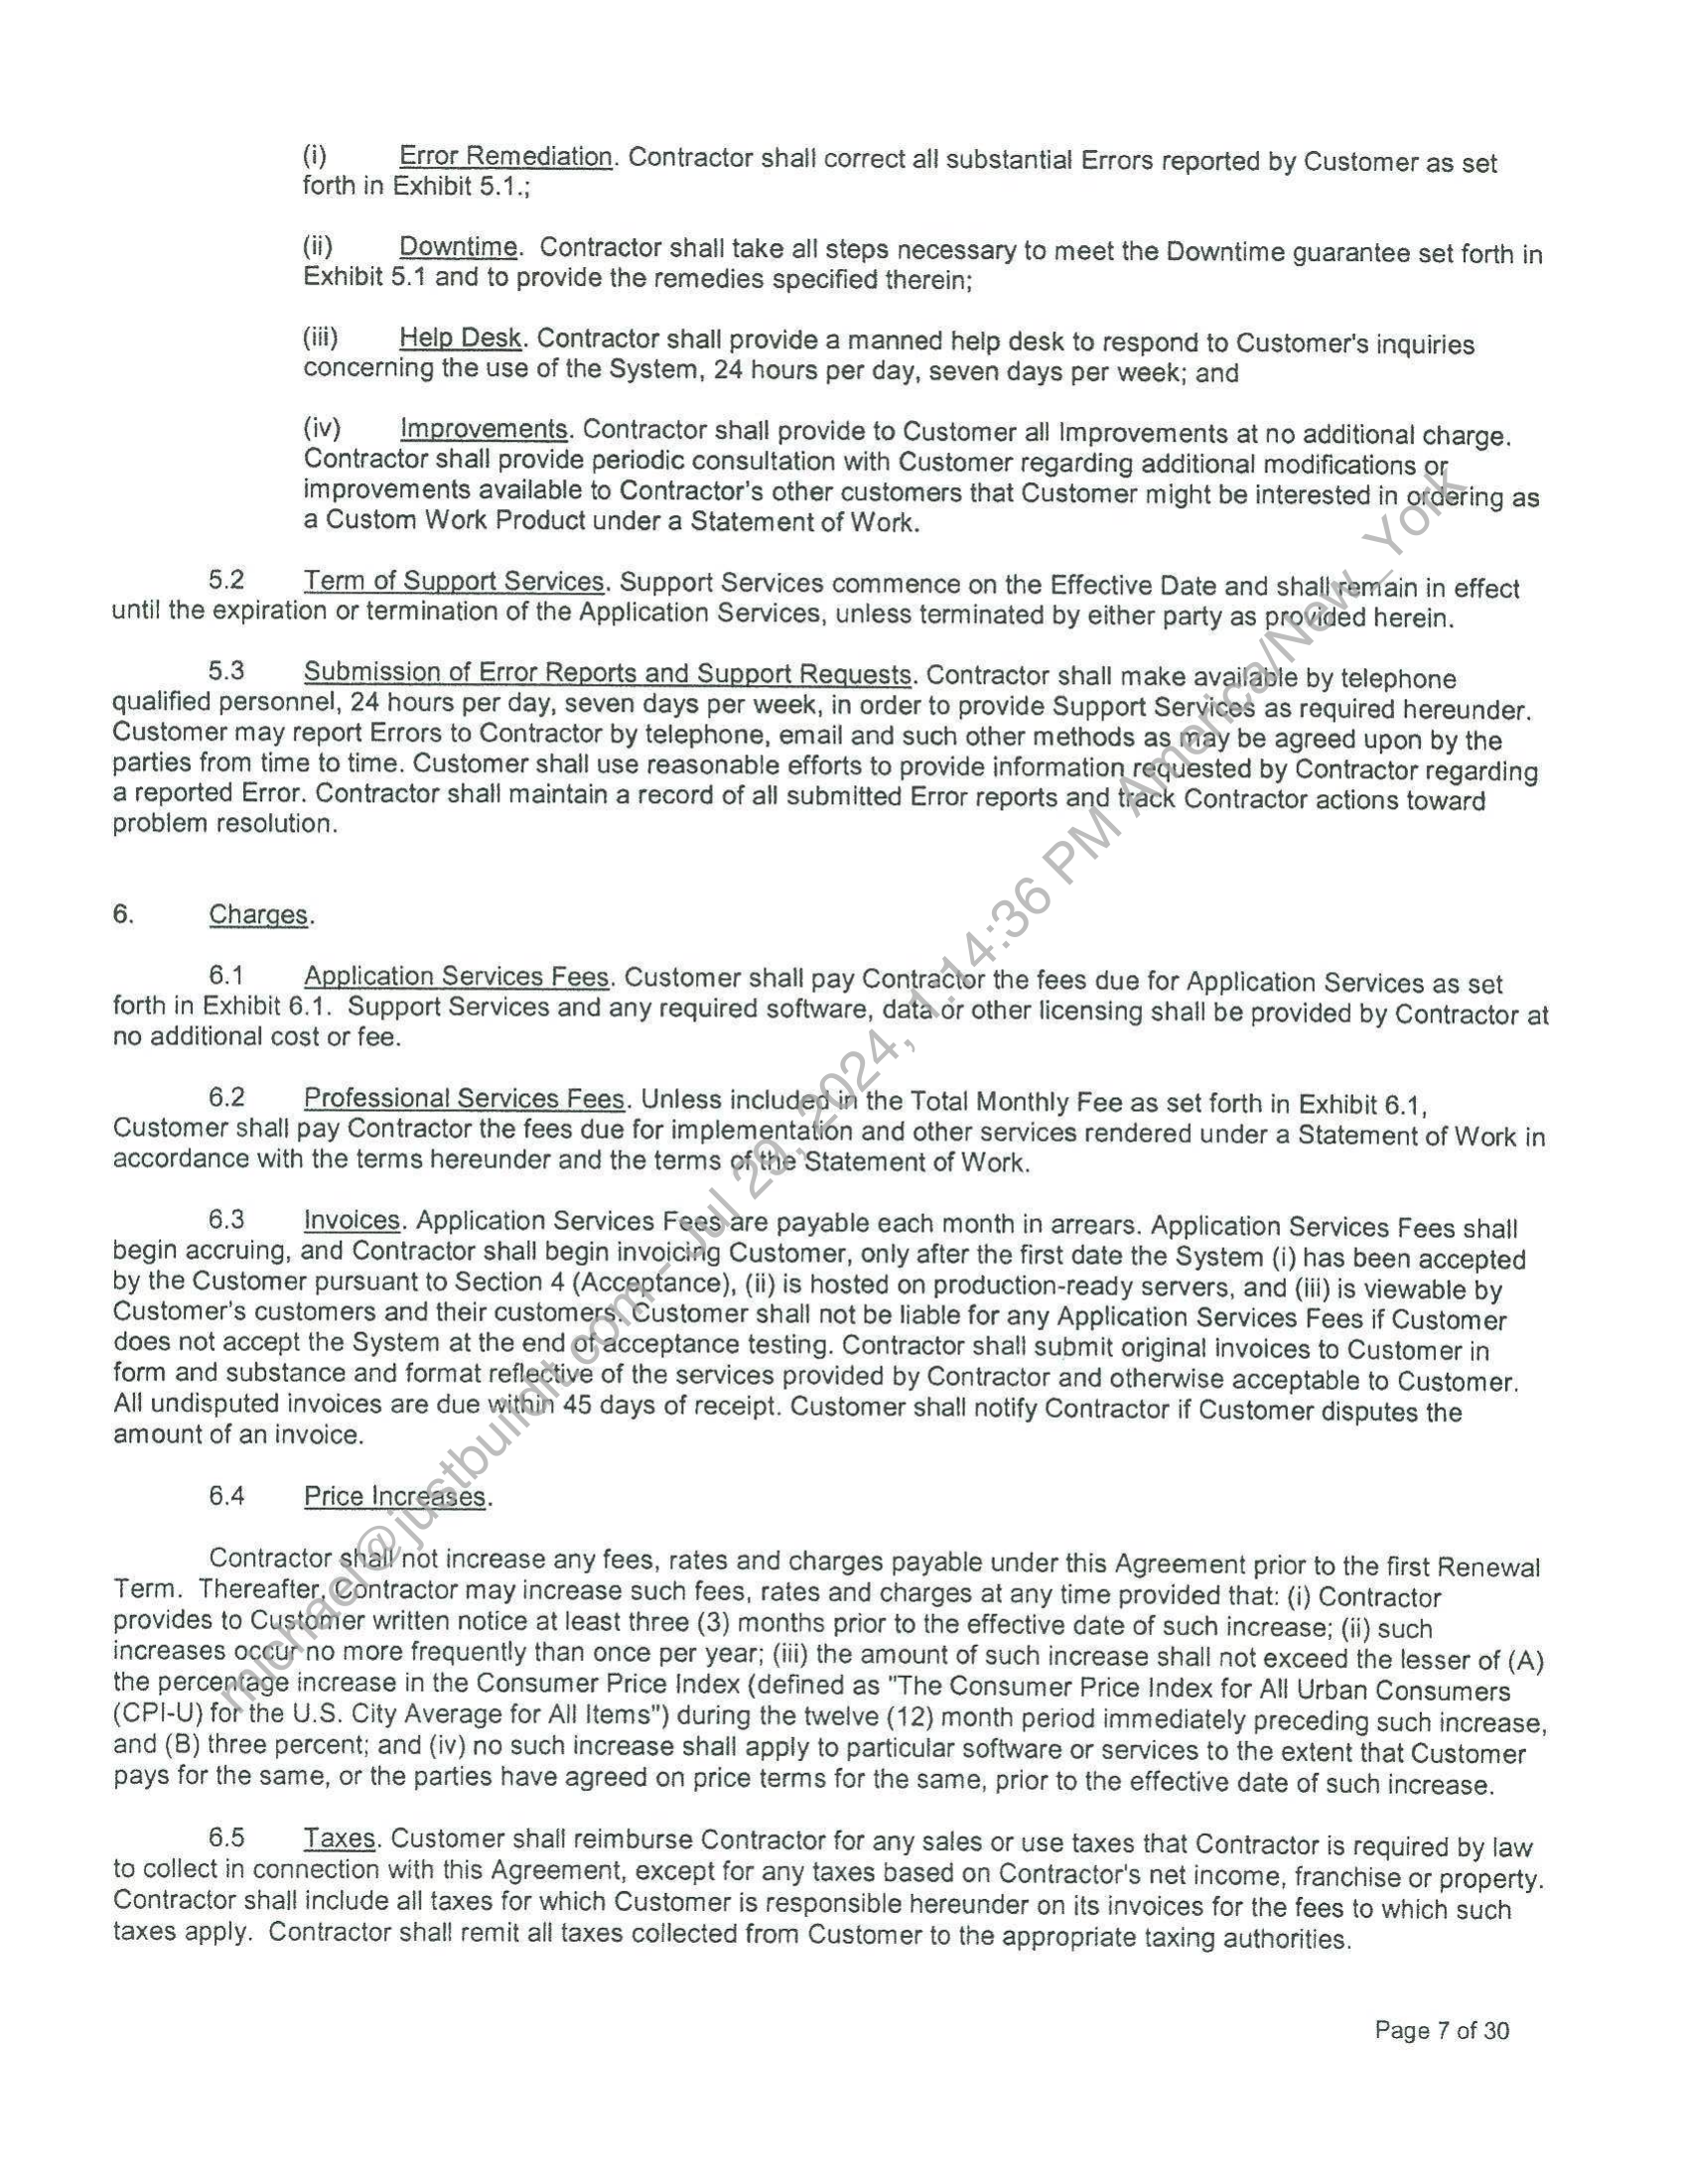 (i) Error Remediation. Contractor shall correct all substantial Errors reported by Customer as set
forth in Exhibit 5.1.;
(ii) Downtime. Contractor shall take all steps necessary to meet the Downtime guarantee set forth in
Exhibit 5.1 and to provide the remedies specified therein;
(iii) Help Desk. Contractor shall provide a manned help desk to respond to Customer's inquiries
concerning the use of the System, 24 hours per day, seven days per week; and
(iv) Improvements. Contractor shall provide to Customer all Improvements at no additional charge.
Contractor shall provide periodic consultation with Customer regarding additional modifications or
improvements available to Contractor's other customers that Customer might be interested in ordering as
a Custom Work Product under a Statement of Work.
5.2 Term of Support Services. Support Services commence on the Effective Date and shall remain in effect
until the expiration or termination of the Application Services, unless terminated by either party as provided herein.
5.3 Submission of Error Reports and Support Requests. Contractor shall make available by telephone
qualified personnel, 24 hours per day, seven days per week, in order to provide Support Services as required hereunder.
Customer may report Errors to Contractor by telephone, email and such other methods as may be agreed upon by the
parties from time to time. Customer shall use reasonable efforts to provide information requested by Contractor regarding
a reported Error. Contractor shall maintain a record of all submitted Error reports and track Contractor actions toward
problem resolution.
6. Charges.
6.1 Application Services Fees. Customer shall pay Contractor the fees due for Application Services as set
forth in Exhibit 6.1. Support Services and any required software, data or other licensing shall be provided by Contractor at
no additional cost or fee.
6.2 Professional Services Fees. Unless included in the Total Monthly Fee as set forth in Exhibit 6.1,
Customer shall pay Contractor the fees due for implementation and other services rendered under a Statement of Work in
accordance with the terms hereunder and the terms of the Statement of Work.
6.3 Invoices. Application Services Fees are payable each month in arrears. Application Services Fees shall
begin accruing, and Contractor shall begin invoicing Customer, only after the first date the System (i) has been accepted
by the Customer pursuant to Section 4 (Acceptance), (ii) is hosted on production-ready servers, and (iii) is viewable by
Customer's customers and their customers. Customer shall not be liable for any Application Services Fees if Customer
does not accept the System at the end of acceptance testing. Contractor shall submit original invoices to Customer in
form and substance and format reflective of the services provided by Contractor and otherwise acceptable to Customer.
All undisputed invoices are due within 45 days of receipt. Customer shall notify Contractor if Customer disputes the
amount of an invoice.
6.4 Price Increases.
Contractor shall not increase any fees, rates and charges payable under this Agreement prior to the first Renewal
Term. Thereafter, Contractor may increase such fees, rates and charges at any time provided that: (i) Contractor
provides to Customer written notice at least three (3) months prior to the effective date of such increase; (ii) such
increases occur no more frequently than once per year; (iii) the amount of such increase shall not exceed the lesser of (A)
the percentage increase in the Consumer Price Index (defined as "The Consumer Price Index for All Urban Consumers
(CPI-U) for the U.S. City Average for All Items") during the twelve (12) month period immediately preceding such increase,
and (B) three percent; and (iv) no such increase shall apply to particular software or services to the extent that Customer
pays for the same, or the parties have agreed on price terms for the same, prior to the effective date of such increase.
6.5 Taxes. Customer shall reimburse Contractor for any sales or use taxes that Contractor is required by law
to collect in connection with this Agreement, except for any taxes based on Contractor's net income, franchise or property.
Contractor shall include all taxes for which Customer is responsible hereunder on its invoices for the fees to which such
taxes apply. Contractor shall remit all taxes collected from Customer to the appropriate taxing authorities.
Page 7 of 30
michael@justbuildit.com - Jul 29, 2024, 1:14:36 PM America/New_York